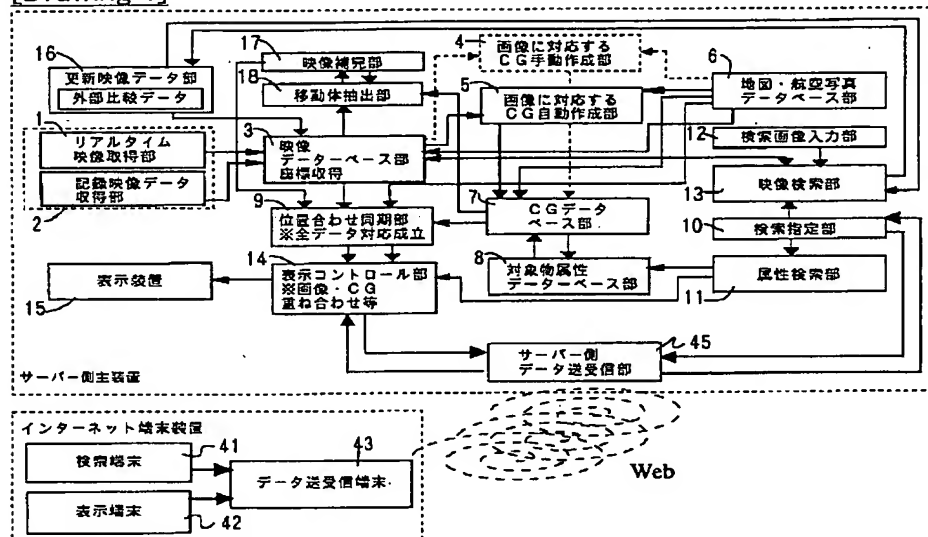 [Drawing 4]
16
更新映像データ部
外部比較データ
17
映像補完部
18
移動体抽出部
4
画像に対応する
CG手動作成部
5
画像に対応する
CG自動作成部
6
地図・航空写真
データベース部
12
検索画像入力部
1
リアルタイム
映像取得部
記録映像データ
取得部
2
3
映像
データーベース部
座標取得
13
映像検索部
9
位置合わせ同期部
※全データ対応成立
7
CGデータ
ベース部
10
検索指定部
14
表示コントロール部
※画像・CG
重ね合わせ等
15
表示装置
8
対象物属性
データーベース部
11
属性検索部
45
サーバー側
データ送受信部
サーバー側主装置
インターネット端末装置
41
検索端末
43
データ送受信端末
表示端末
42
Web